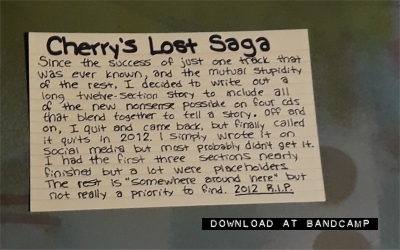 Cherry's Lost Saga
Since the success of just one track that
was ever known, and the mutual stupidity
of the rest. I decided to write out a
long twelve-section story to include all
of the new nonsense possible on four cds
that blend together to tell a story. Off and
on, I quit and came back, but finally called
it quits in 2012. I simply wrote it on
social media but most probably didn't get it.
I had the first three sections nearly
finished but a lot were placeholders.
The rest is "somewhere around here" but
not really a priority to find. 2012 R.I.P.
DOWNLOAD AT BANDCAMP